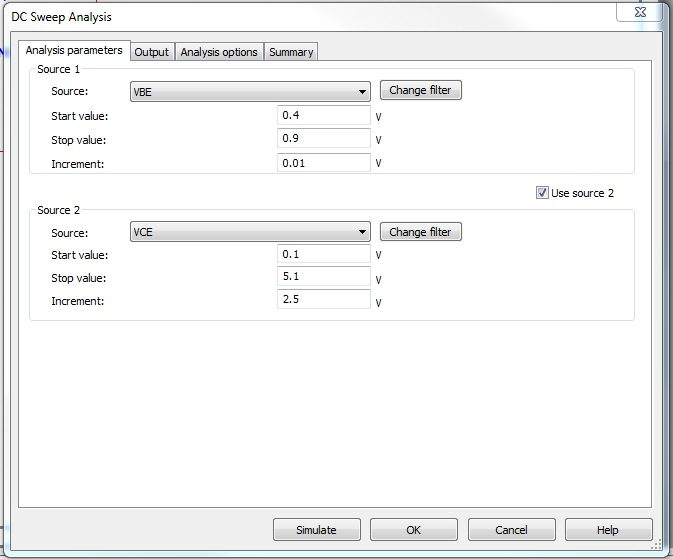 DC Sweep Analysis
Analysis parameters Output Analysis options Summary
Source 1
Source: VBE Change filter
Start value: 0.4 V
Stop value: 0.9 V
Increment: 0.01 V
Use source 2
Source 2
Source: VCE Change filter
Start value: 0.1 V
Stop value: 5.1 V
Increment: 2.5 V
Simulate OK Cancel Help